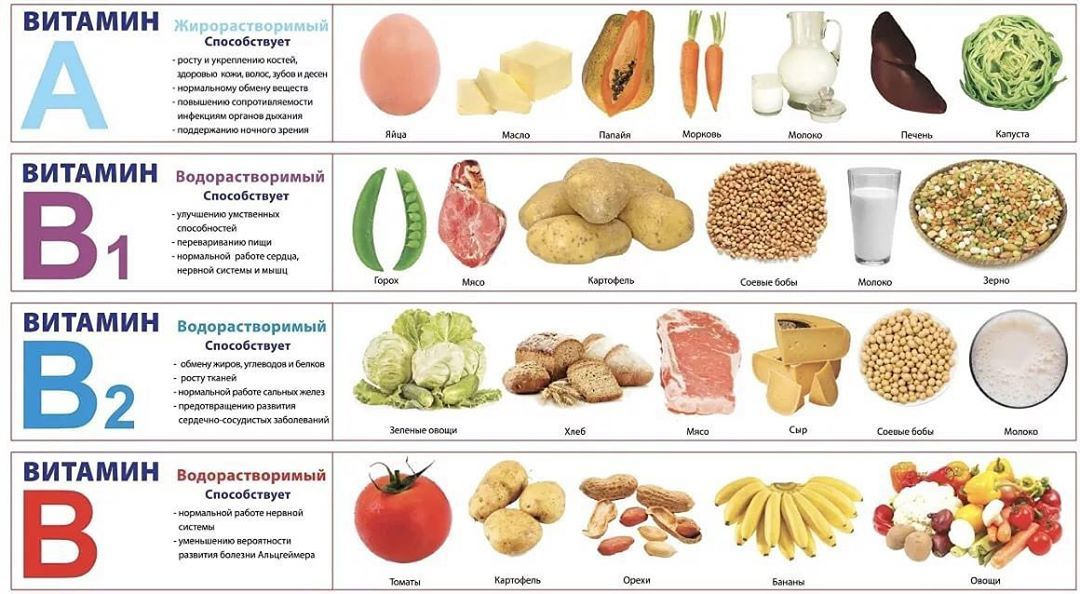 ВИТАМИН
A
Жирорастворимый
Способствует
- росту и укреплению костей,
здоровью кожи, волос, зубов и десен
- нормальному обмену веществ
- повышению сопротивляемости
инфекциям органов дыхания
- поддержанию ночного зрения
Яйца Масло Папайя Морковь Молоко Печень Капуста
ВИТАМИН
B1
Водорастворимый
Способствует
- улучшению умственных
способностей
- перевариванию пищи
- нормальной работе сердца,
нервной системы и мышц
Горох Мясо Картофель Соевые бобы Молоко Зерно
ВИТАМИН
B2
Водорастворимый
Способствует
- обмену жиров, углеводов и белков
- росту тканей
- нормальной работе сальных желез
- предотвращению развития
сердечно-сосудистых заболеваний
Зеленые овощи Хлеб Мясо Сыр Соевые бобы Молоко
ВИТАМИН
B
Водорастворимый
Способствует
- нормальной работе нервной
системы
- уменьшению вероятности
развития болезни Альцгеймера
Томаты Картофель Орехи Бананы Овощи